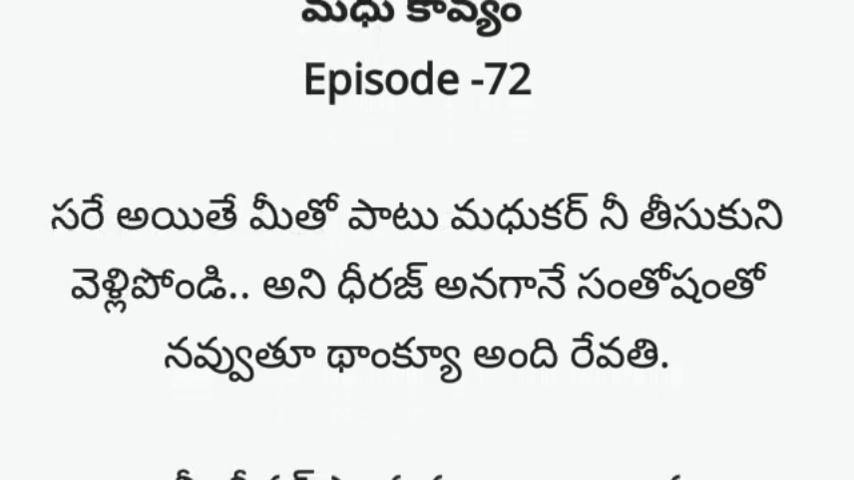 మధు కావ్యం
Episode -72
సరే అయితే మీతో పాటు మధుకర్ నీ తీసుకుని
వెళ్లిపోండి.. అని ధీరజ్ అనగానే సంతోషంతో
నవ్వుతూ థాంక్యూ అంది రేవతి.